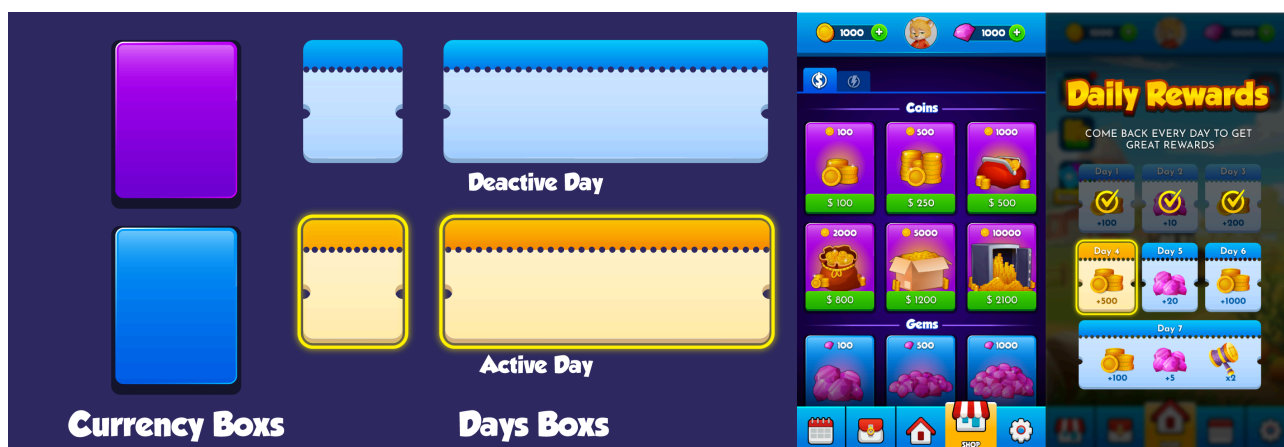 Deactive Day
Active Day
Currency Boxs
Days Boxs
1000
1000
Coins
100
500
1000
$ 100
$ 250
$ 500
2000
5000
10000
$ 800
$ 1200
$ 2100
Gems
100
500
1000
SHOP
Daily Rewards
COME BACK EVERY DAY TO GET
GREAT REWARDS
Day 1
Day 2
Day 3
+100
+10
+200
Day 4
Day 5
Day 6
+500
+20
+1000
Day 7
+100
+5
x2